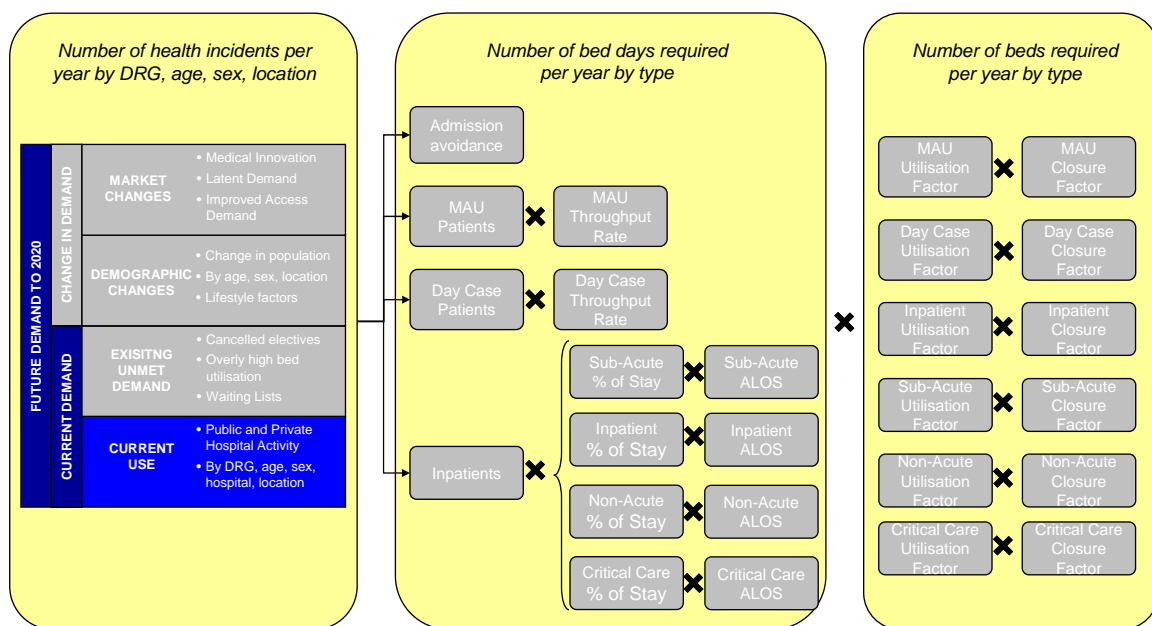 Number of health incidents per
year by DRG, age, sex, location
FUTURE DEMAND TO 2020
CHANGE IN DEMAND
MARKET
CHANGES
• Medical Innovation
• Latent Demand
• Improved Access
Demand
DEMOGRAPHIC
CHANGES
• Change in population
• By age, sex, location
• Lifestyle factors
CURRENT DEMAND
EXISITNG
UNMET
DEMAND
• Cancelled electives
• Overly high bed
utilisation
• Waiting Lists
CURRENT
USE
• Public and Private
Hospital Activity
• By DRG, age, sex,
hospital, location
Number of bed days required
per year by type
Admission
avoidance
MAU
Patients
MAU
Throughput
Rate
Day Case
Patients
Day Case
Throughput
Rate
Inpatients
Sub-Acute
% of Stay
Sub-Acute
ALOS
Inpatient
% of Stay
Inpatient
ALOS
Non-Acute
% of Stay
Non-Acute
ALOS
Critical Care
% of Stay
Critical Care
ALOS
Number of beds required
per year by type
MAU
Utilisation
Factor
MAU
Closure
Factor
Day Case
Utilisation
Factor
Day Case
Closure
Factor
Inpatient
Utilisation
Factor
Inpatient
Closure
Factor
Sub-Acute
Utilisation
Factor
Sub-Acute
Closure
Factor
Non-Acute
Utilisation
Factor
Non-Acute
Closure
Factor
Critical Care
Utilisation
Factor
Critical Care
Closure
Factor